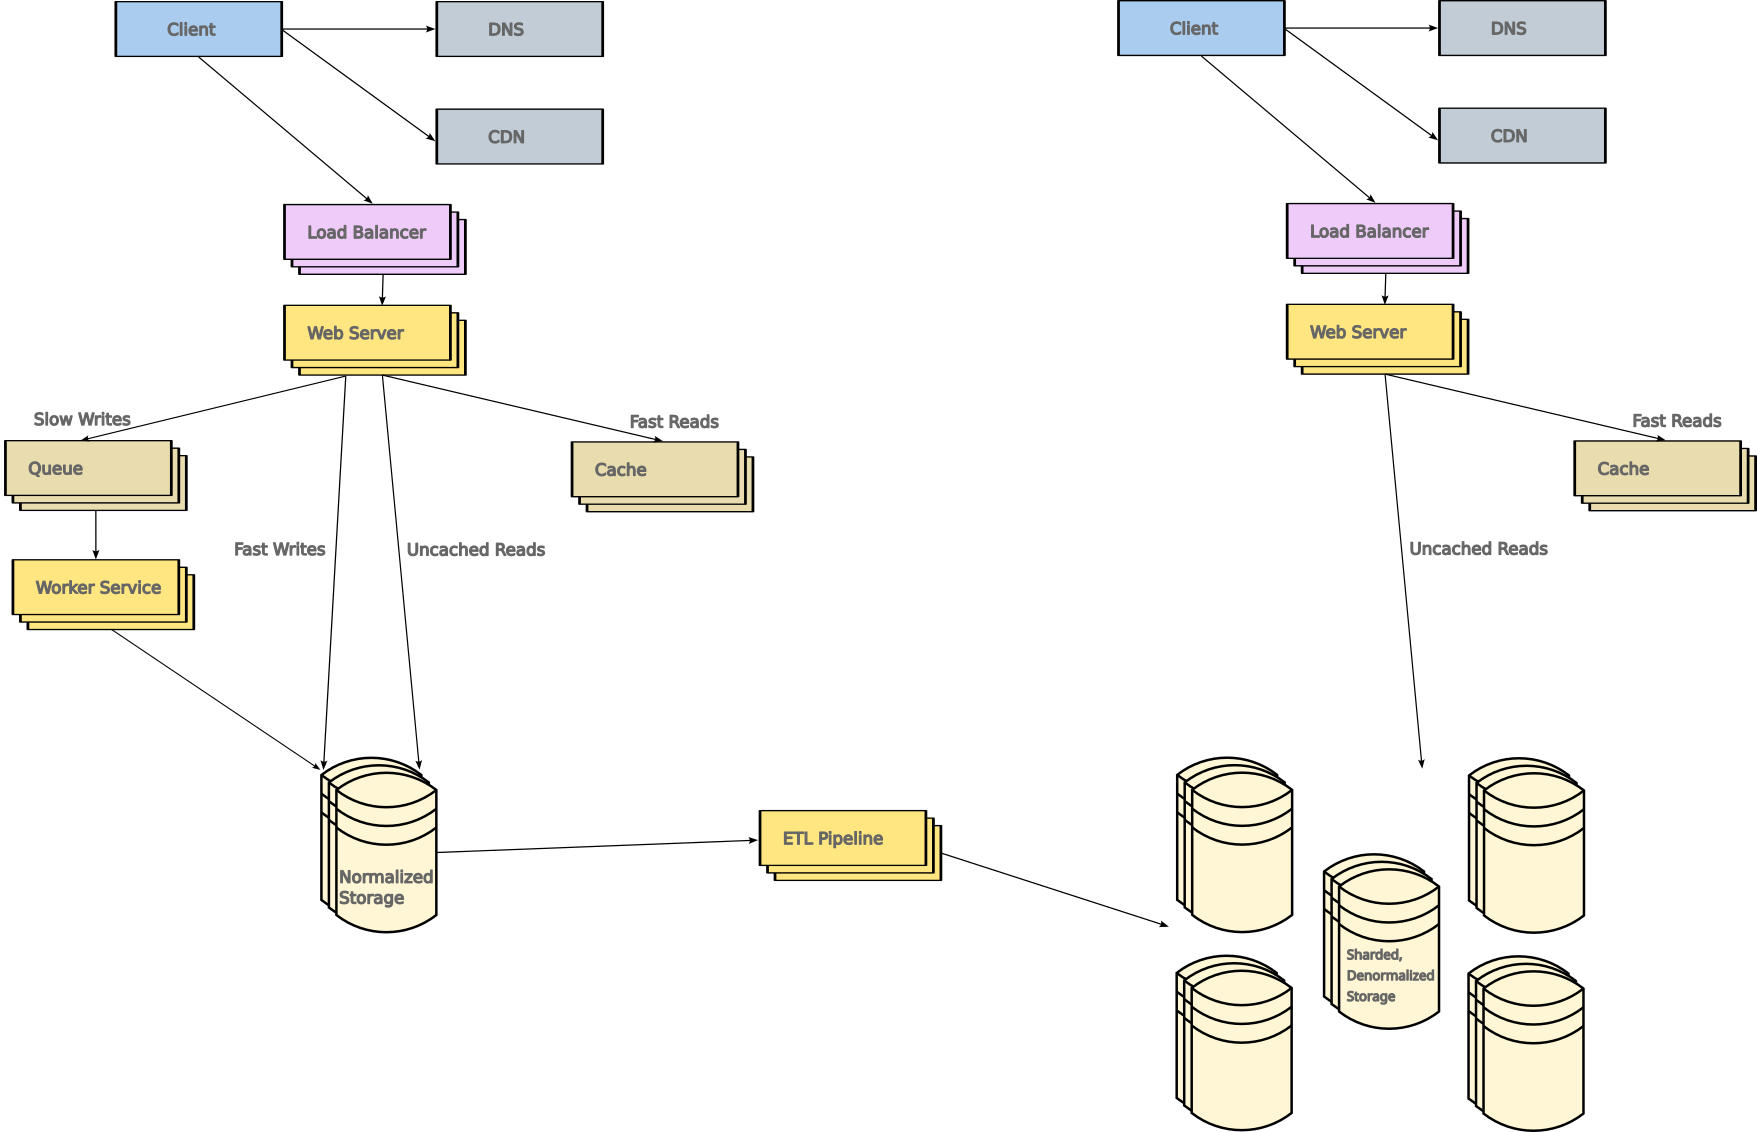 Client
DNS
CDN
Load Balancer
Web Server
Slow Writes
Fast Reads
Queue
Cache
Fast Writes
Uncached Reads
Worker Service
Normalized
Storage
ETL Pipeline
Client
DNS
CDN
Load Balancer
Web Server
Fast Reads
Cache
Uncached Reads
Sharded,
Denormalized
Storage